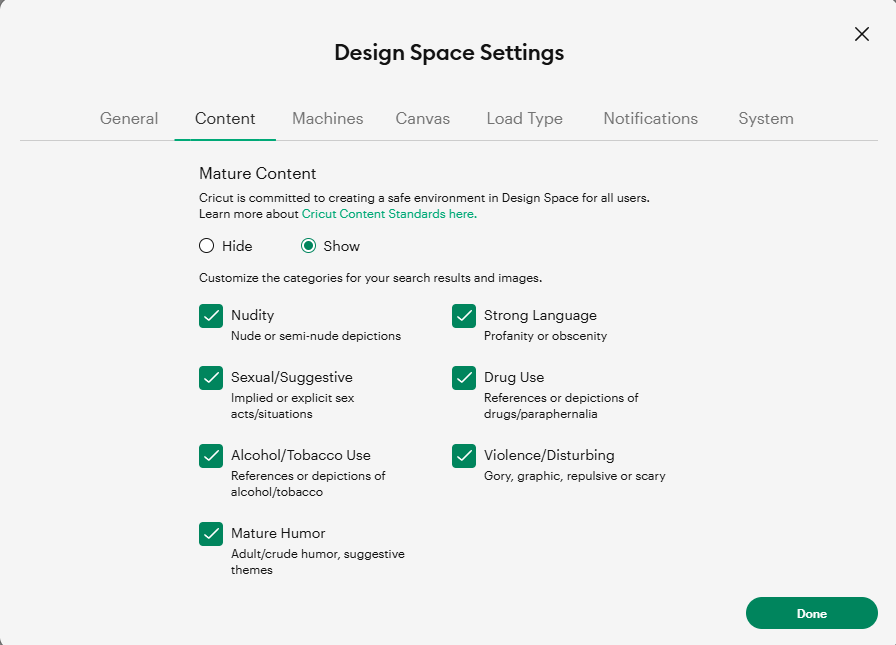 Design Space Settings
General Content Machines Canvas Load Type Notifications System
Mature Content
Cricut is committed to creating a safe environment in Design Space for all users.
Learn more about Cricut Content Standards here.
Hide Show
Customize the categories for your search results and images.
Nudity
Nude or semi-nude depictions
Strong Language
Profanity or obscenity
Sexual/Suggestive
Implied or explicit sex
acts/situations
Drug Use
References or depictions of
drugs/paraphernalia
Alcohol/Tobacco Use
References or depictions of
alcohol/tobacco
Violence/Disturbing
Gory, graphic, repulsive or scary
Mature Humor
Adult/crude humor, suggestive
themes
Done